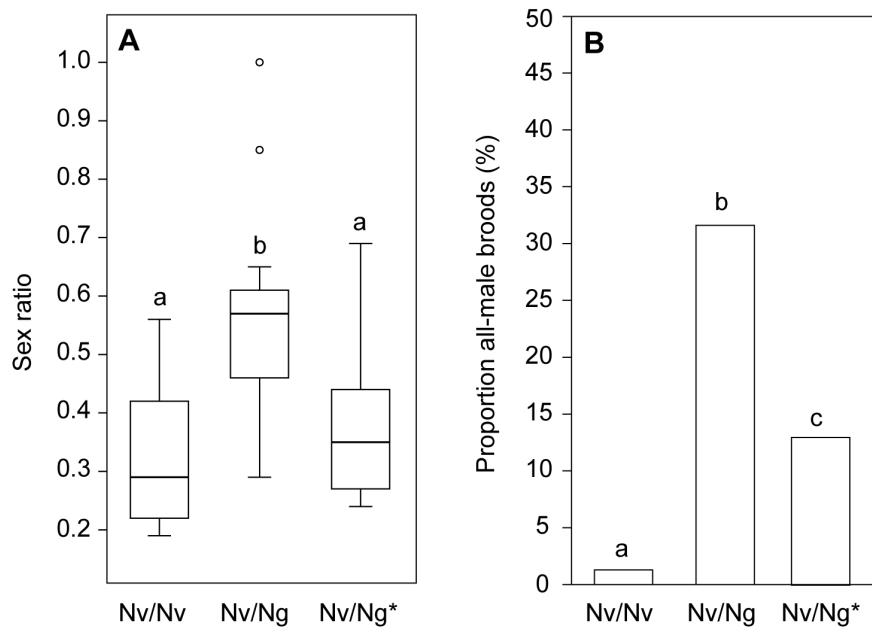 A
Sex ratio
1.0
0.9
0.8
0.7
0.6
0.5
0.4
0.3
0.2
a
b
a
Nv/Nv
Nv/Ng
Nv/Ng*
B
Proportion all-male broods (%)
50
45
40
35
30
25
20
15
10
5
0
a
b
c
Nv/Nv
Nv/Ng
Nv/Ng*